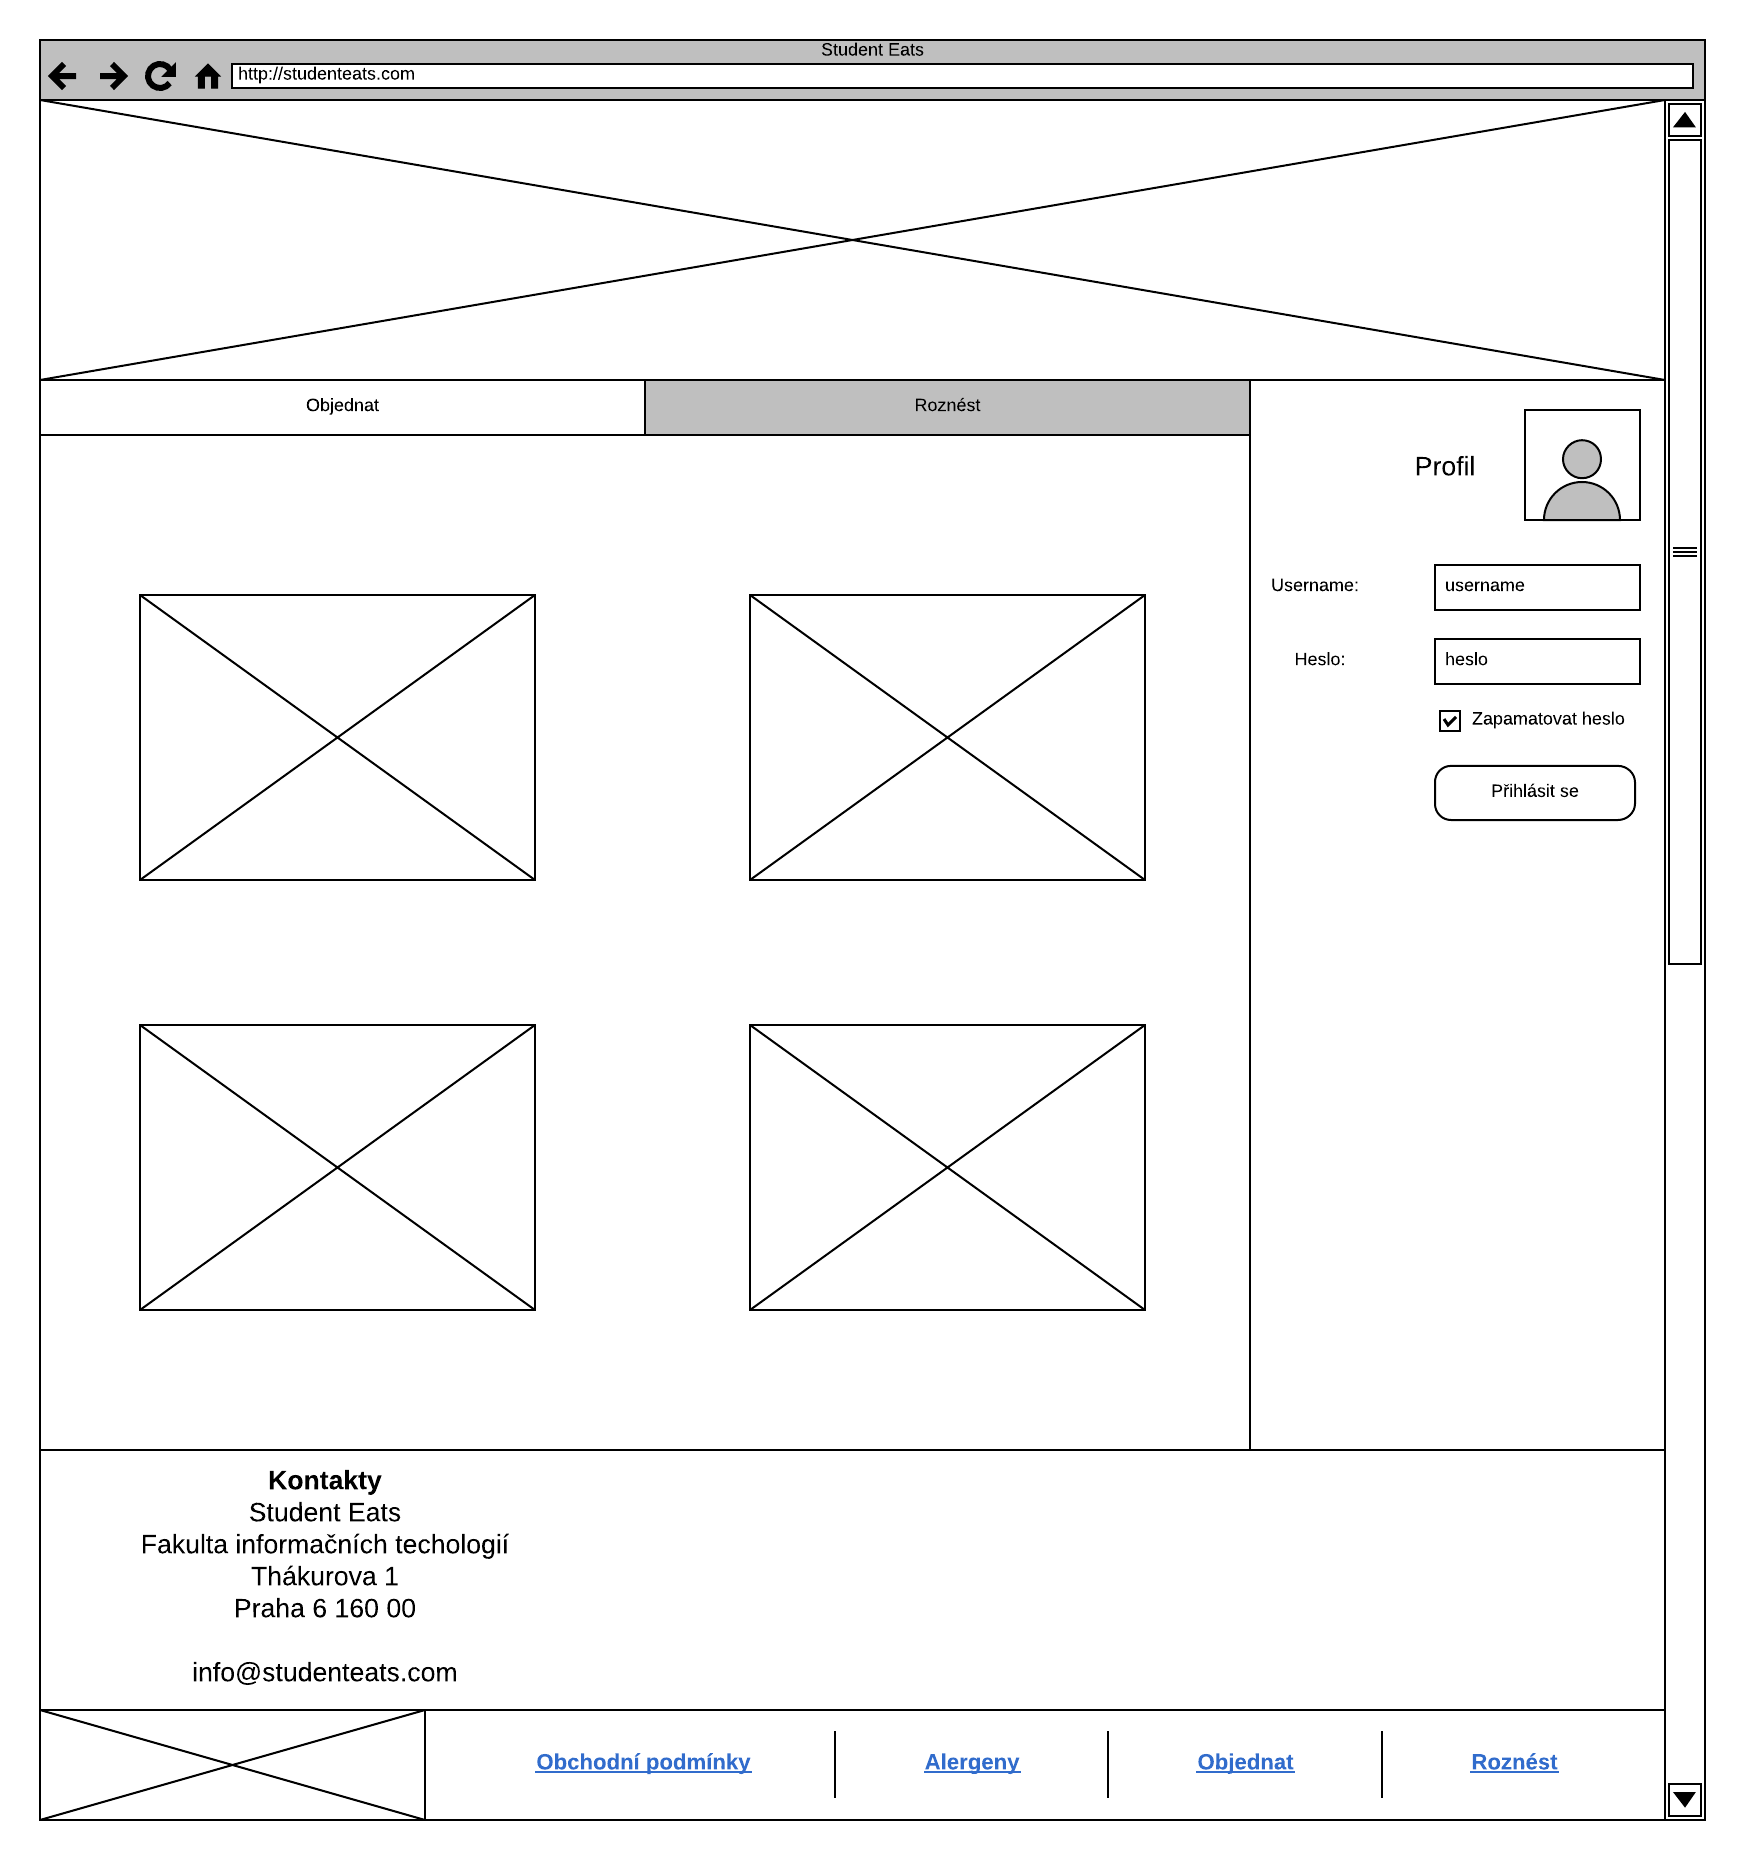 Student Eats
http://studenteats.com
Objednat
Roznést
Profil
Username:
username
Heslo:
heslo
Zapamatovat heslo
Přihlásit se
Kontakty
Student Eats
Fakulta informačních techologií
Thákurova 1
Praha 6 160 00
info@studenteats.com
Obchodní podmínky
Alergeny
Objednat
Roznést